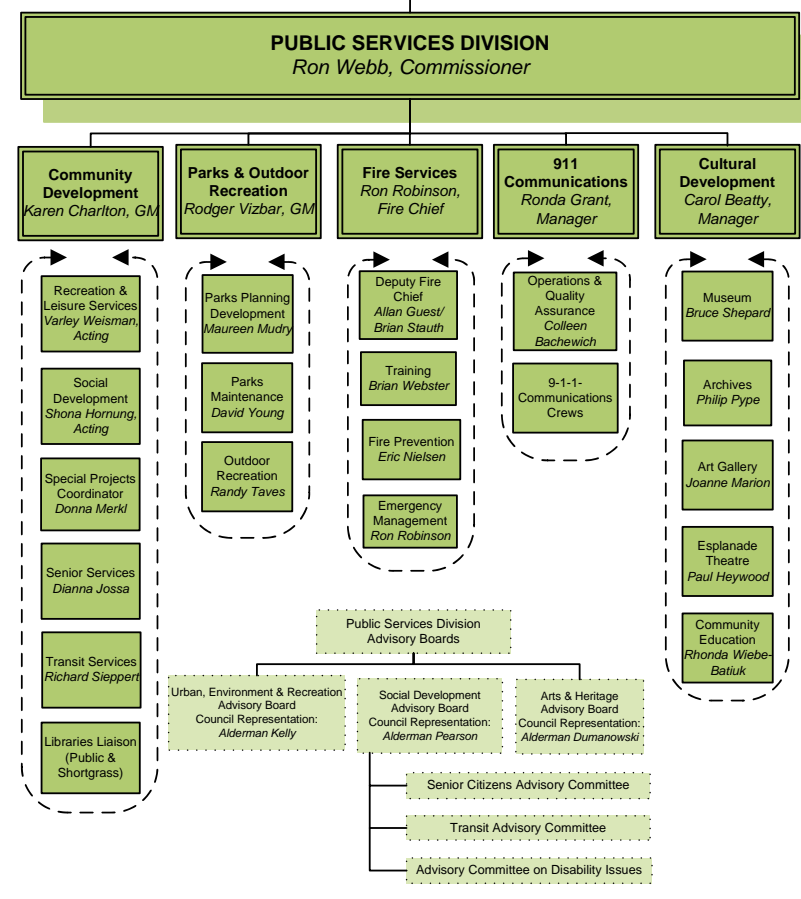 PUBLIC SERVICES DIVISION
Ron Webb, Commissioner
Community
Development
Karen Charlton, GM
Parks & Outdoor
Recreation
Rodger Vizbar, GM
Fire Services
Ron Robinson,
Fire Chief
911
Communications
Ronda Grant,
Manager
Cultural
Development
Carol Beatty,
Manager
Recreation &
Leisure Services
Varley Weisman,
Acting
Social
Development
Shona Hornung,
Acting
Special Projects
Coordinator
Donna Merkl
Senior Services
Dianna Jossa
Transit Services
Richard Sieppert
Libraries Liaison
(Public &
Shortgrass)
Parks Planning
Development
Maureen Mudry
Parks
Maintenance
David Young
Outdoor
Recreation
Randy Taves
Deputy Fire
Chief
Allan Guest/
Brian Stauth
Training
Brian Webster
Fire Prevention
Eric Nielsen
Emergency
Management
Ron Robinson
Operations &
Quality
Assurance
Colleen
Bachewich
9-1-1-
Communications
Crews
Museum
Bruce Shepard
Archives
Philip Pype
Art Gallery
Joanne Marion
Esplanade
Theatre
Paul Heywood
Community
Education
Rhonda Wiebe-
Batiuk
Public Services Division
Advisory Boards
Urban, Environment & Recreation
Advisory Board
Council Representation:
Alderman Kelly
Social Development
Advisory Board
Council Representation:
Alderman Pearson
Arts & Heritage
Advisory Board
Council Representation:
Alderman Dumanowski
Senior Citizens Advisory Committee
Transit Advisory Committee
Advisory Committee on Disability Issues